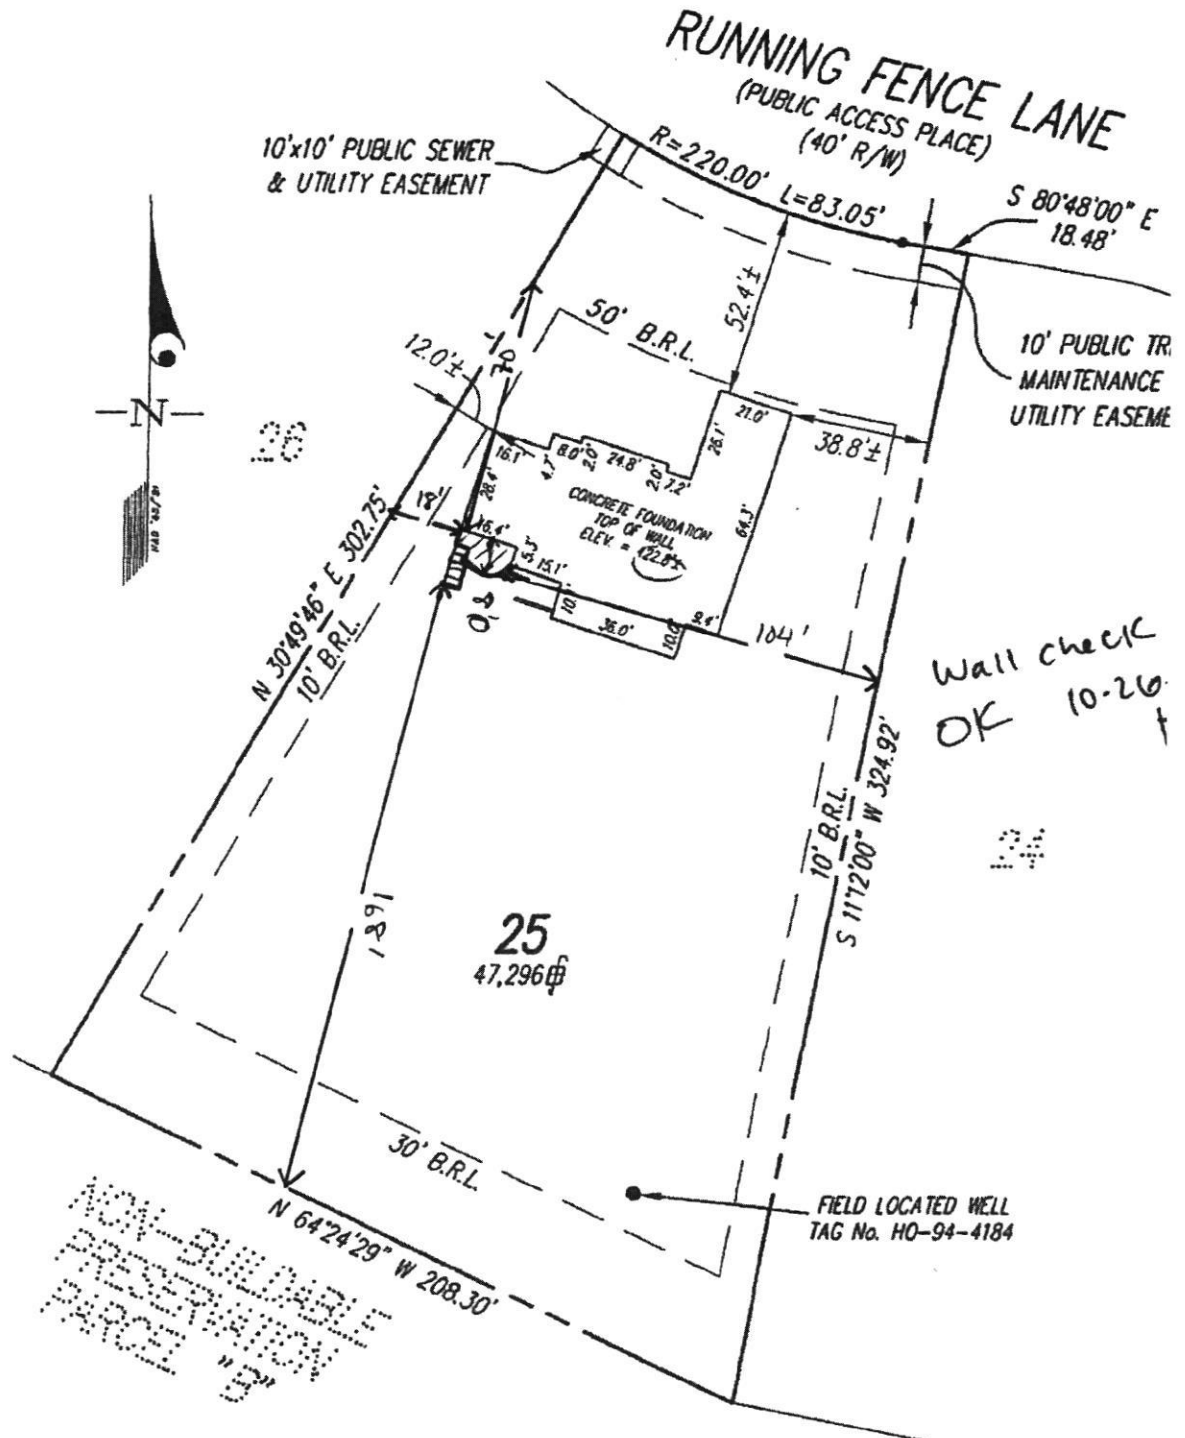 RUNNING FENCE LANE
(PUBLIC ACCESS PLACE)
(40' R/W)
10'x10' PUBLIC SEWER
& UTILITY EASEMENT
R=220.00' L=83.05'
S 80°48'00" E
18.48'
52.4'±
50' B.R.L.
10' PUBLIC
MAINTENANCE
UTILITY
12.0'±
70'
N
26
21.0'
38.8'±
16.1'
4.7'
8.0'
2.0'
24.8'
2.0'
7.2'
26.1'
28.4'
18'
CONCRETE FOUNDATION
TOP OF WALL
ELEV. = 422.8'±
64.3'
16.4'
5.3'
15.1'
10.
36.0'
10.0'
9.4'
104'
N 30°49'46" E 302.75'
10' B.R.L.
Wall check
OK 10-26
10' B.R.L.
S 11°12'00" W 324.92'
24
189'
25
47,296
30' B.R.L.
FIELD LOCATED WELL
TAG No. HO-94-4184
N 64°24'29" W 208.30'
NON-BUILDABLE
PRESERVATION
PARCEL "B"